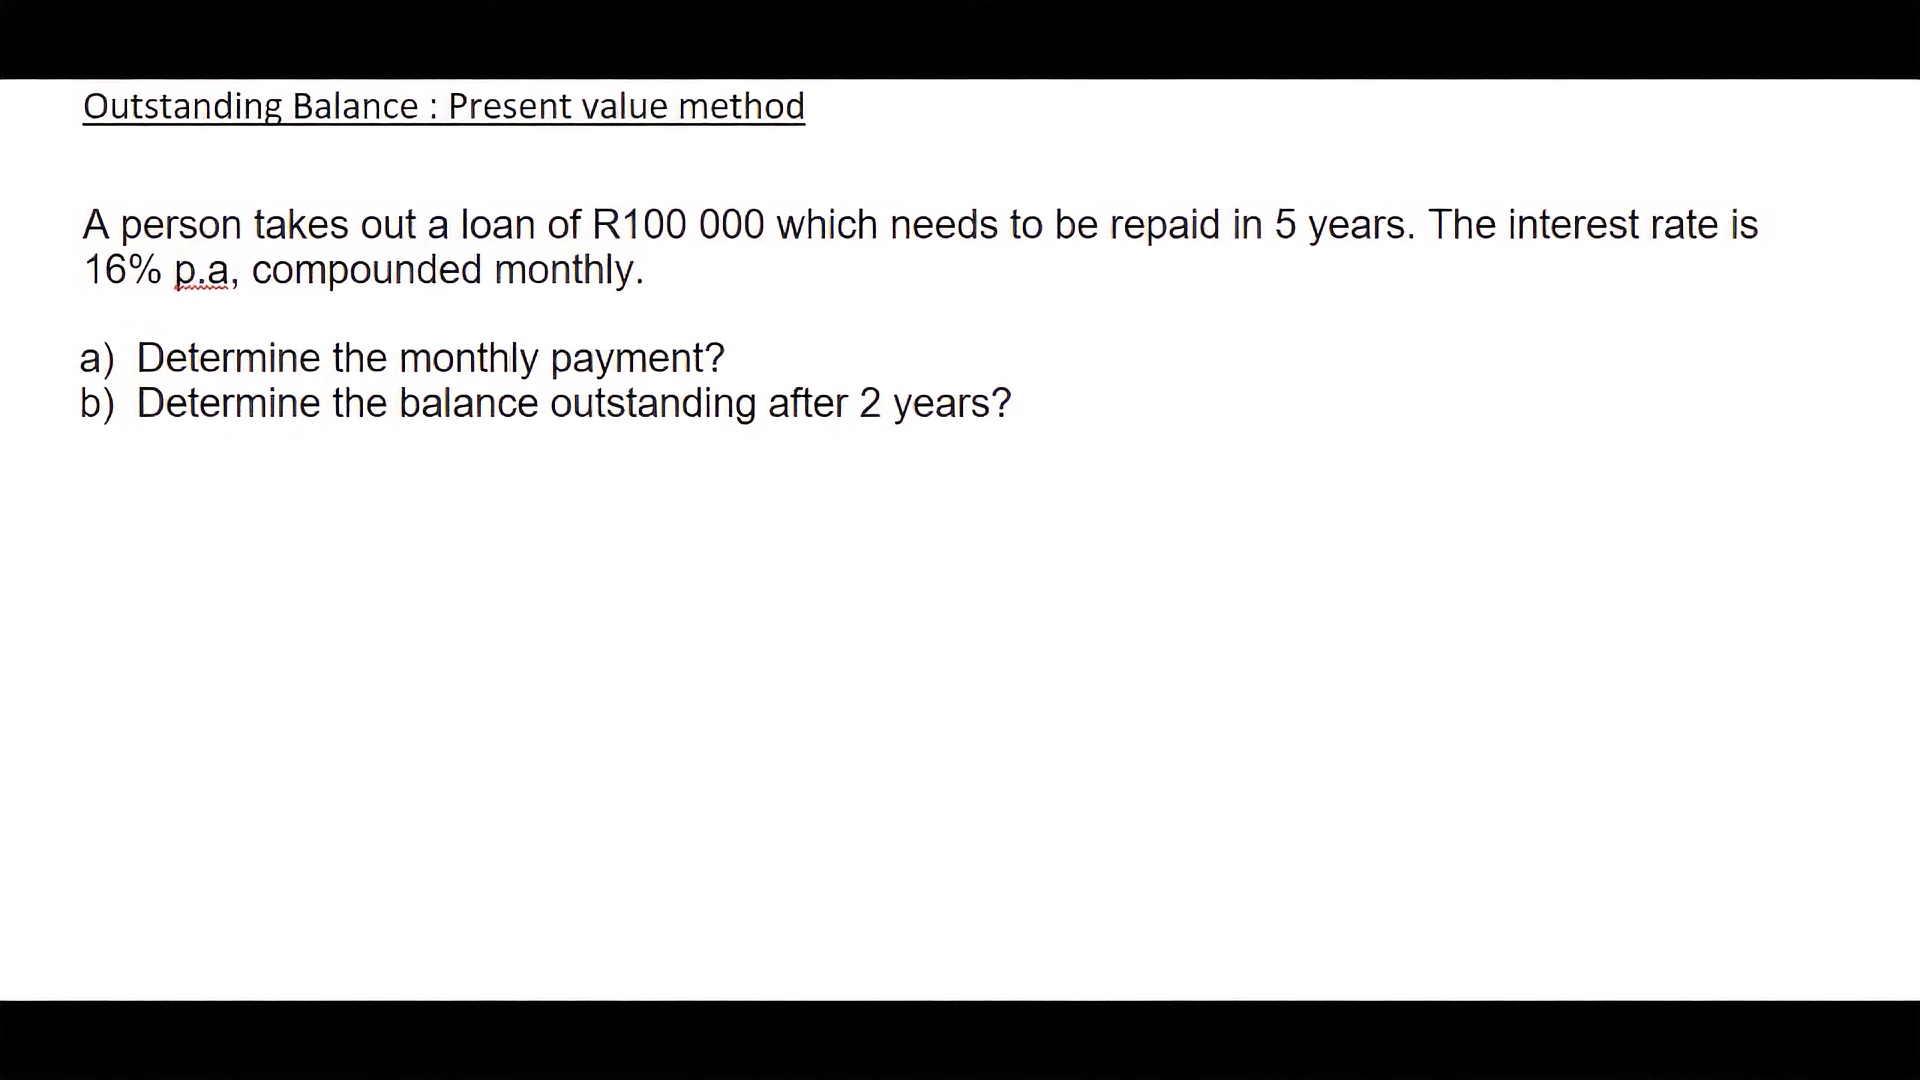 Outstanding Balance : Present value method
A person takes out a loan of R100 000 which needs to be repaid in 5 years. The interest rate is
16% p.a, compounded monthly.
a) Determine the monthly payment?
b) Determine the balance outstanding after 2 years?